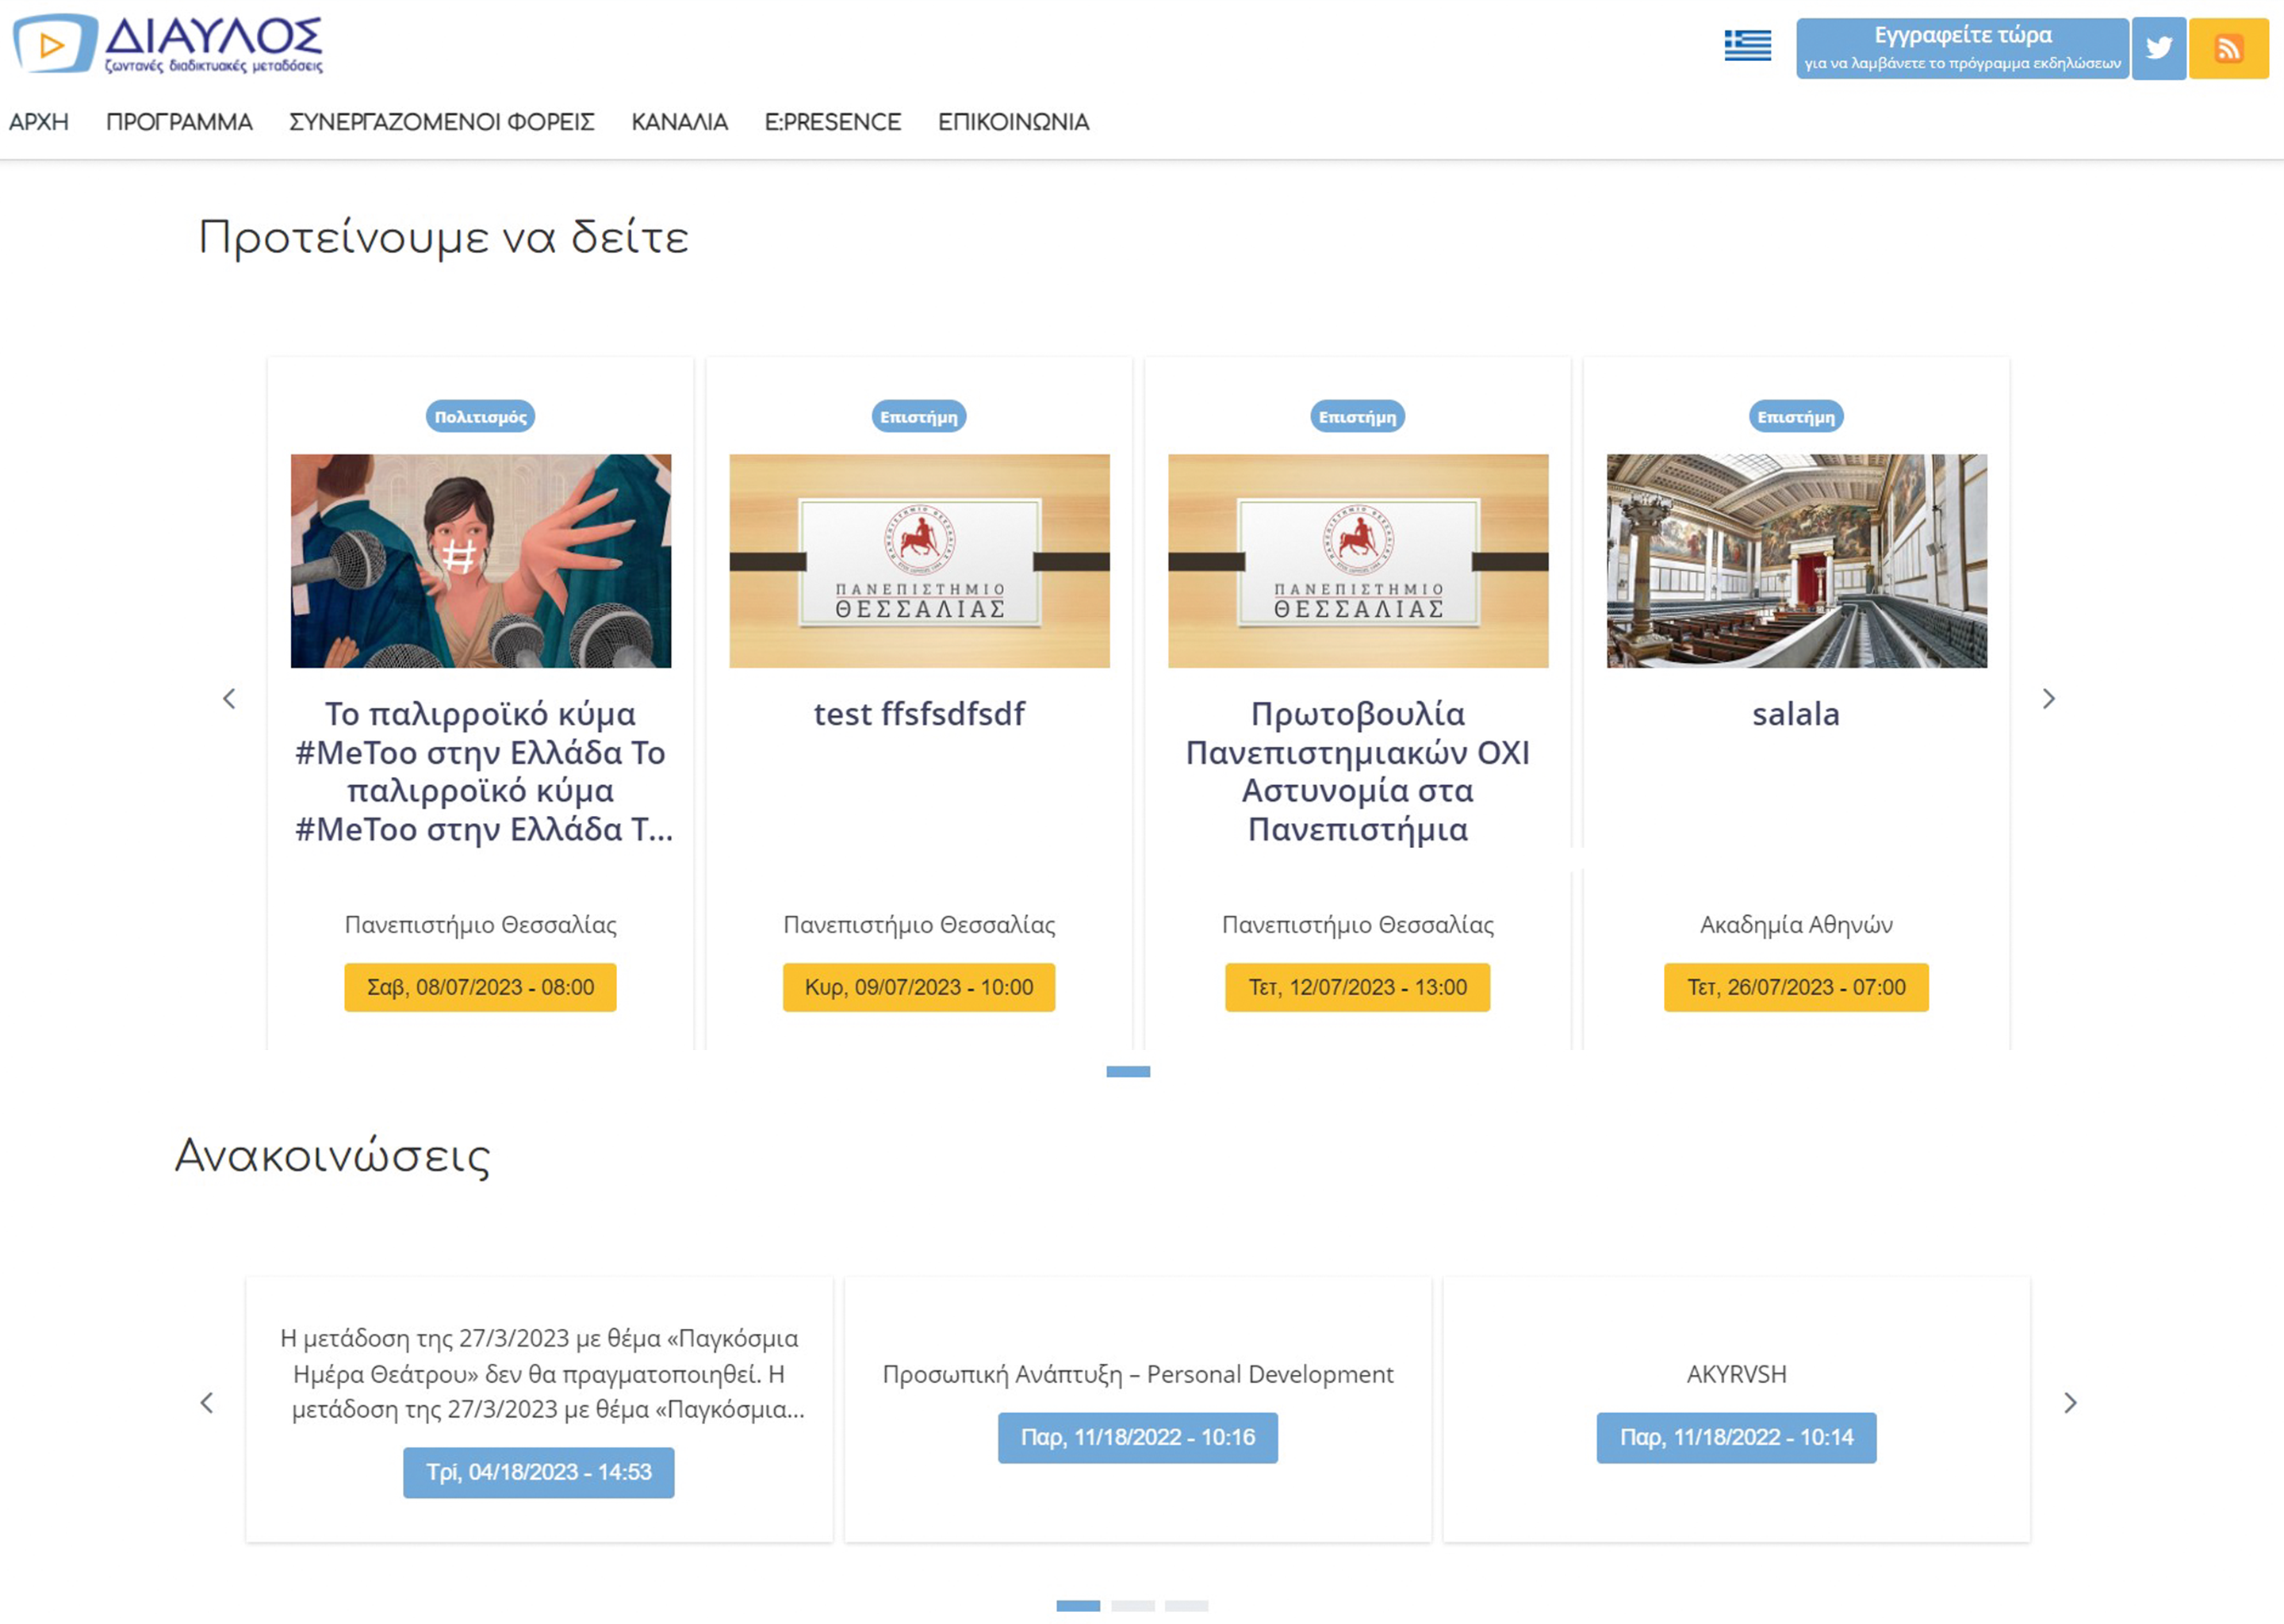 ΔΙΑΥΛΟΣ
ζωντανές διαδικτυακές μεταδόσεις
Εγγραφείτε τώρα
για να λαμβάνετε το πρόγραμμα εκδηλώσεων
ΑΡΧΗ ΠΡΟΓΡΑΜΜΑ ΣΥΝΕΡΓΑΖΟΜΕΝΟΙ ΦΟΡΕΙΣ ΚΑΝΑΛΙΑ E:PRESENCE ΕΠΙΚΟΙΝΩΝΙΑ
Προτείνουμε να δείτε
Πολιτισμός
#
Το παλιρροϊκό κύμα
#MeToo στην Ελλάδα Το
παλιρροϊκό κύμα
#MeToo στην Ελλάδα Τ...
Πανεπιστήμιο Θεσσαλίας
Σαβ, 08/07/2023 - 08:00
Επιστήμη
ΠΑΝΕΠΙΣΤΗΜΙΟ
ΘΕΣΣΑΛΙΑΣ
test ffsfsdfsdf
Πανεπιστήμιο Θεσσαλίας
Κυρ, 09/07/2023 - 10:00
Επιστήμη
ΠΑΝΕΠΙΣΤΗΜΙΟ
ΘΕΣΣΑΛΙΑΣ
Πρωτοβουλία
Πανεπιστημιακών ΟΧΙ
Αστυνομία στα
Πανεπιστήμια
Πανεπιστήμιο Θεσσαλίας
Τετ, 12/07/2023 - 13:00
Επιστήμη
salala
Ακαδημία Αθηνών
Τετ, 26/07/2023 - 07:00
Ανακοινώσεις
Η μετάδοση της 27/3/2023 με θέμα «Παγκόσμια
Ημέρα Θεάτρου» δεν θα πραγματοποιηθεί. Η
μετάδοση της 27/3/2023 με θέμα «Παγκόσμια...
Τρί, 04/18/2023 - 14:53
Προσωπική Ανάπτυξη – Personal Development
Παρ, 11/18/2022 - 10:16
AKYRVSH
Παρ, 11/18/2022 - 10:14